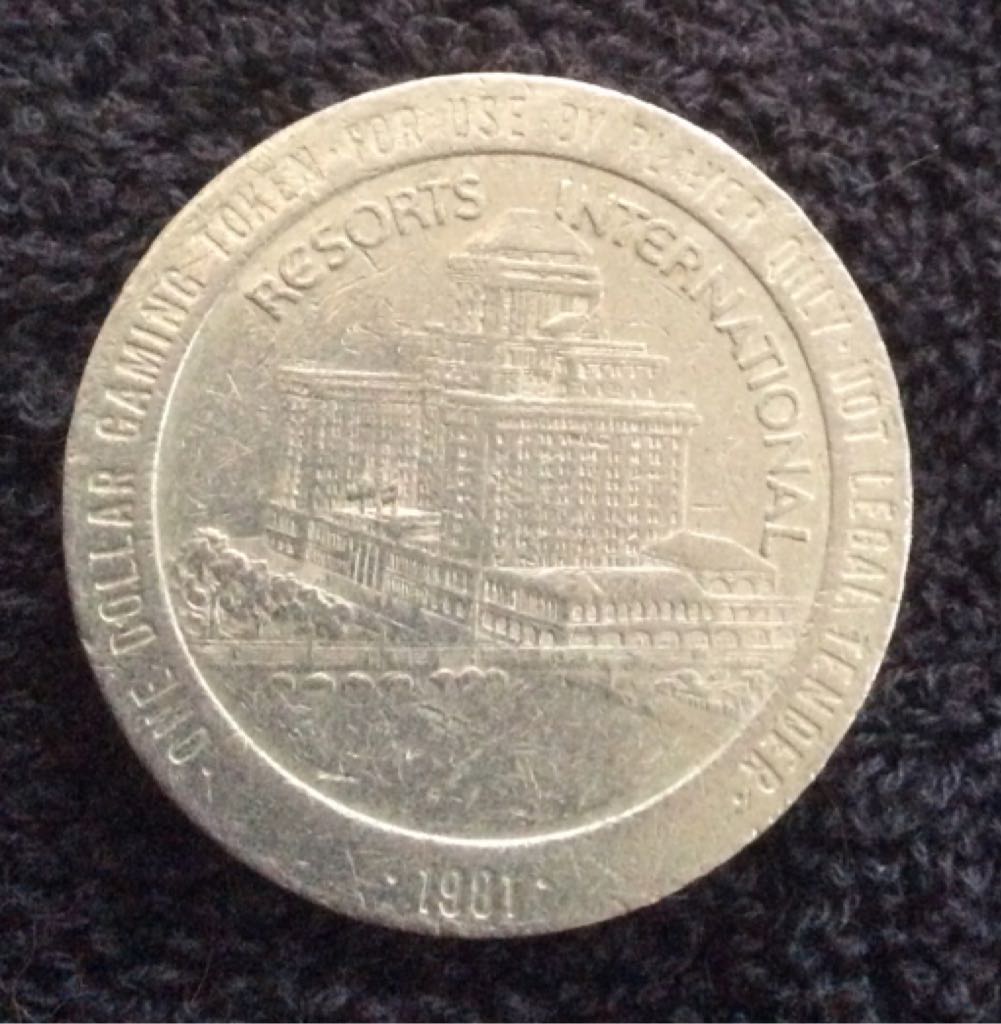 · ONE DOLLAR GAMING TOKEN · FOR USE BY PLAYER ONLY · NOT LEGAL TENDER ·
RESORTS INTERNATIONAL
· 1981 ·